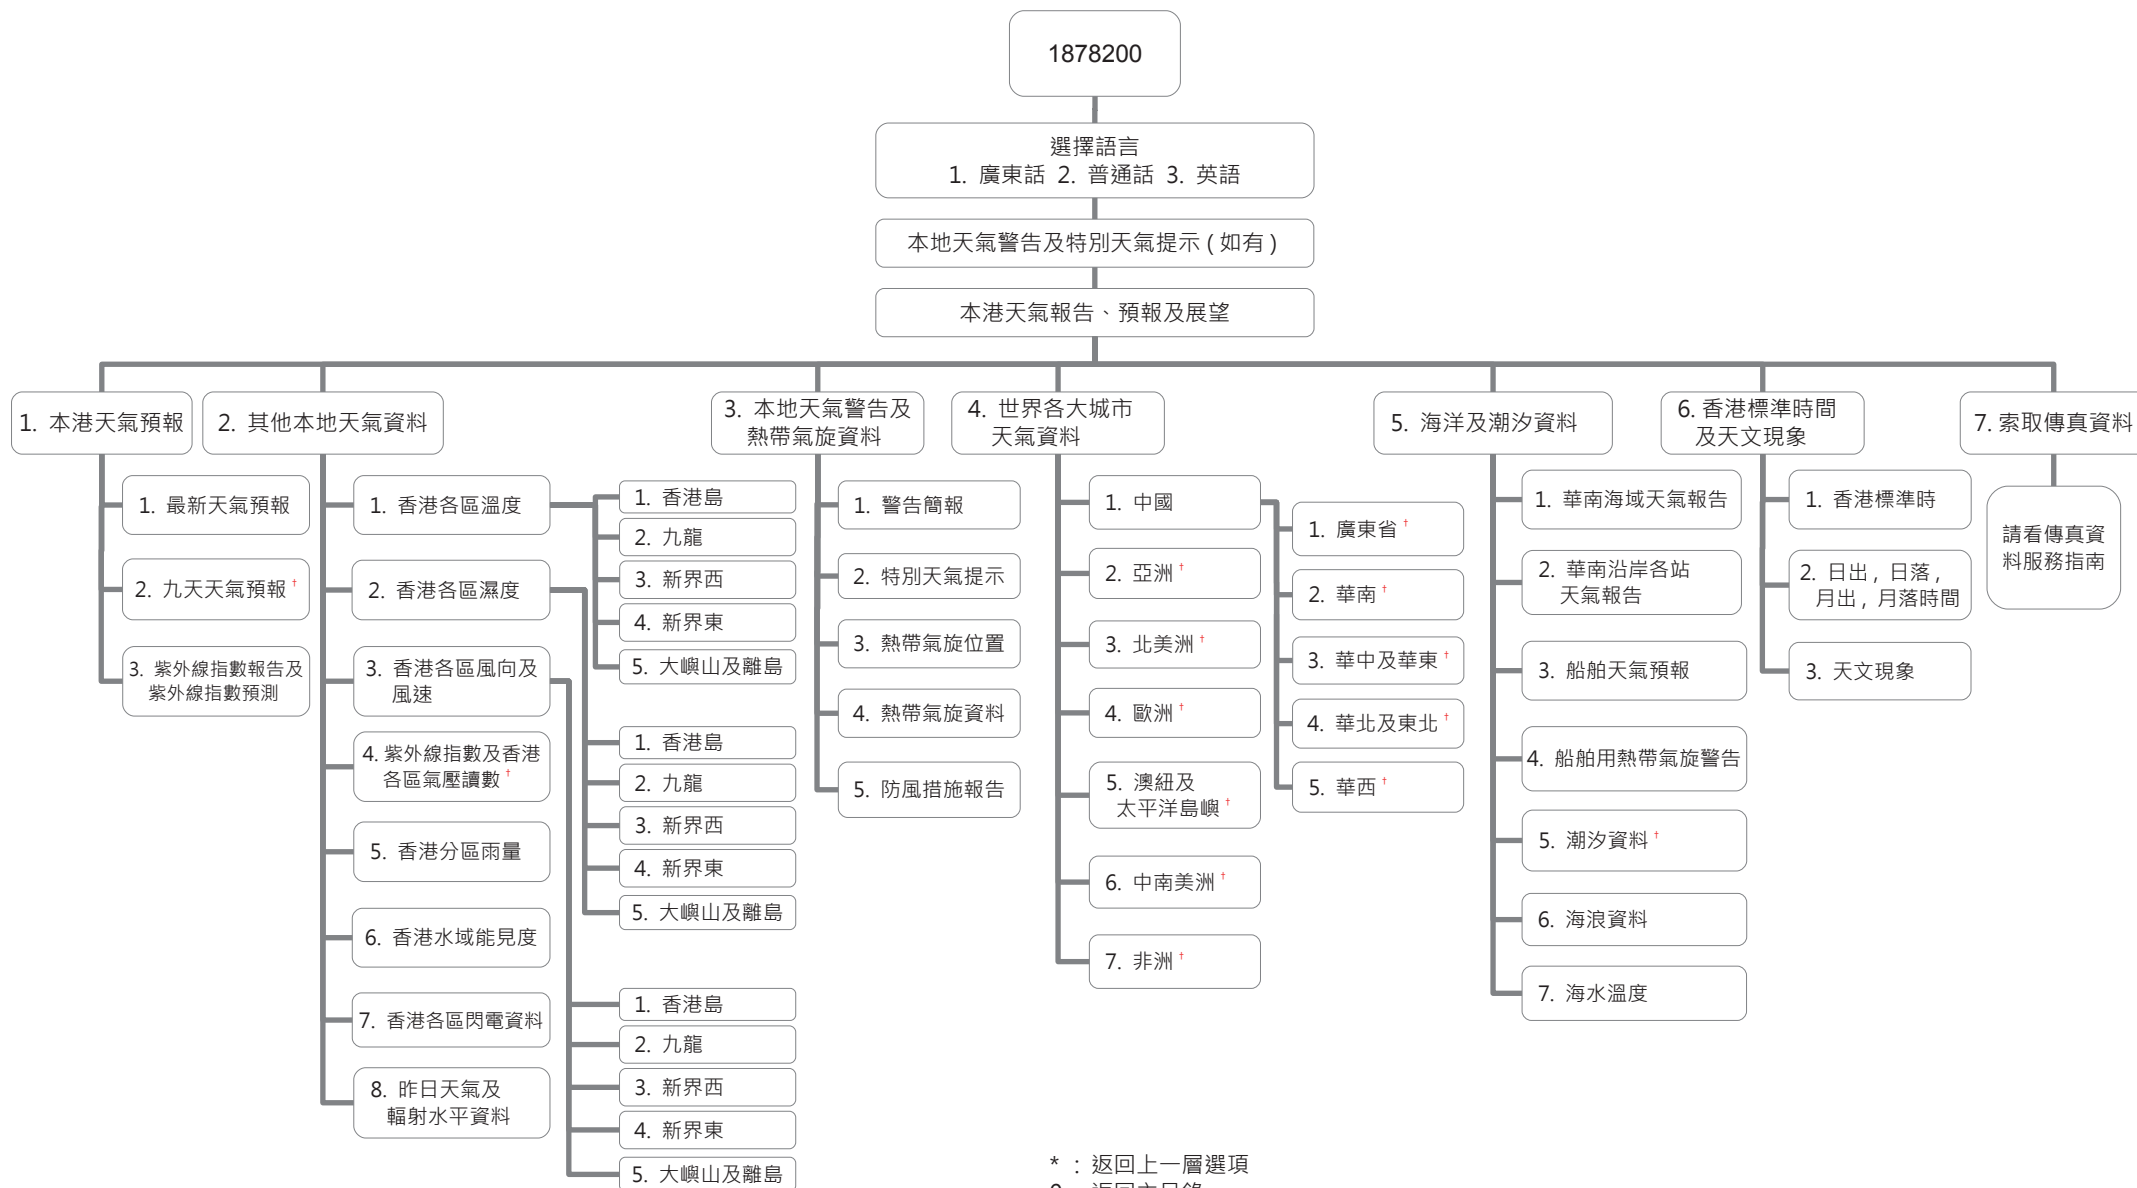 1878200
選擇語言
1. 廣東話 2. 普通話 3. 英語
本地天氣警告及特別天氣提示 ( 如有 )
本港天氣報告、預報及展望
1. 本港天氣預報
1. 最新天氣預報
2. 九天天氣預報 †
3. 紫外線指數報告及
紫外線指數預測
2. 其他本地天氣資料
1. 香港各區溫度
1. 香港島
2. 九龍
3. 新界西
4. 新界東
5. 大嶼山及離島
2. 香港各區濕度
1. 香港島
2. 九龍
3. 新界西
4. 新界東
5. 大嶼山及離島
3. 香港各區風向及
風速
1. 香港島
2. 九龍
3. 新界西
4. 新界東
5. 大嶼山及離島
4. 紫外線指數及香港
各區氣壓讀數 †
5. 香港分區雨量
6. 香港水域能見度
7. 香港各區閃電資料
8. 昨日天氣及
輻射水平資料
3. 本地天氣警告及
熱帶氣旋資料
1. 警告簡報
2. 特別天氣提示
3. 熱帶氣旋位置
4. 熱帶氣旋資料
5. 防風措施報告
4. 世界各大城市
天氣資料
1. 中國
1. 廣東省 †
2. 華南 †
3. 華中及華東 †
4. 華北及東北 †
5. 華西 †
2. 亞洲 †
3. 北美洲 †
4. 歐洲 †
5. 澳紐及
太平洋島嶼 †
6. 中南美洲 †
7. 非洲 †
5. 海洋及潮汐資料
1. 華南海域天氣報告
2. 華南沿岸各站
天氣報告
3. 船舶天氣預報
4. 船舶用熱帶氣旋警告
5. 潮汐資料 †
6. 海浪資料
7. 海水溫度
6. 香港標準時間
及天文現象
1. 香港標準時
2. 日出 , 日落 ,
月出 , 月落時間
3. 天文現象
7. 索取傳真資料
請看傳真資
料服務指南
* : 返回上一層選項